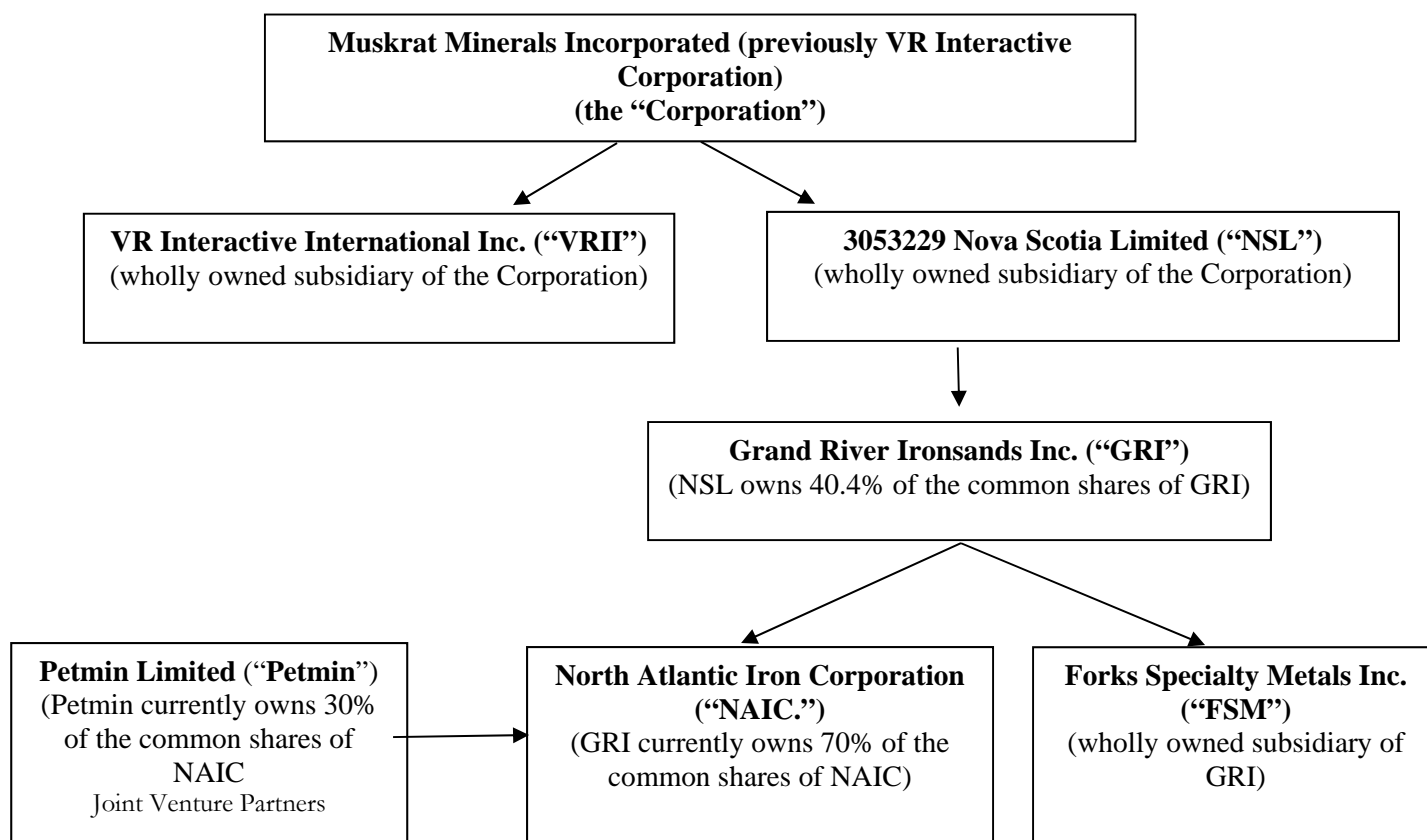 Muskrat Minerals Incorporated (previously VR Interactive
Corporation)
(the “Corporation”)
VR Interactive International Inc. (“VRII”)
(wholly owned subsidiary of the Corporation)
3053229 Nova Scotia Limited (“NSL”)
(wholly owned subsidiary of the Corporation)
Grand River Ironsands Inc. (“GRI”)
(NSL owns 40.4% of the common shares of GRI)
Petmin Limited (“Petmin”)
(Petmin currently owns 30%
of the common shares of
NAIC
Joint Venture Partners
North Atlantic Iron Corporation
(“NAIC.”)
(GRI currently owns 70% of the
common shares of NAIC)
Forks Specialty Metals Inc.
(“FSM”)
(wholly owned subsidiary of
GRI)